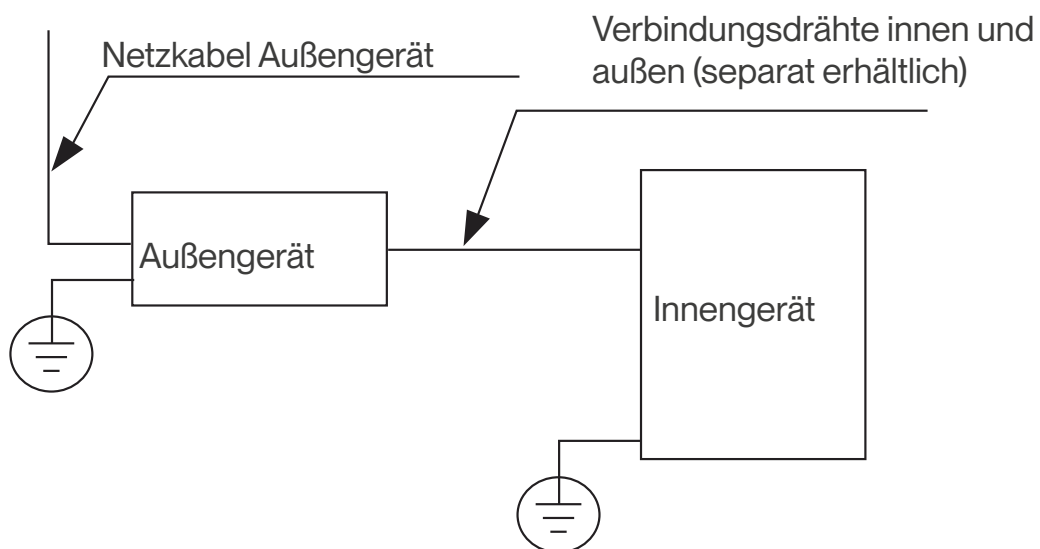 Netzkabel Außengerät
Verbindungsdrähte innen und
außen (separat erhältlich)
Außengerät
Innengerät